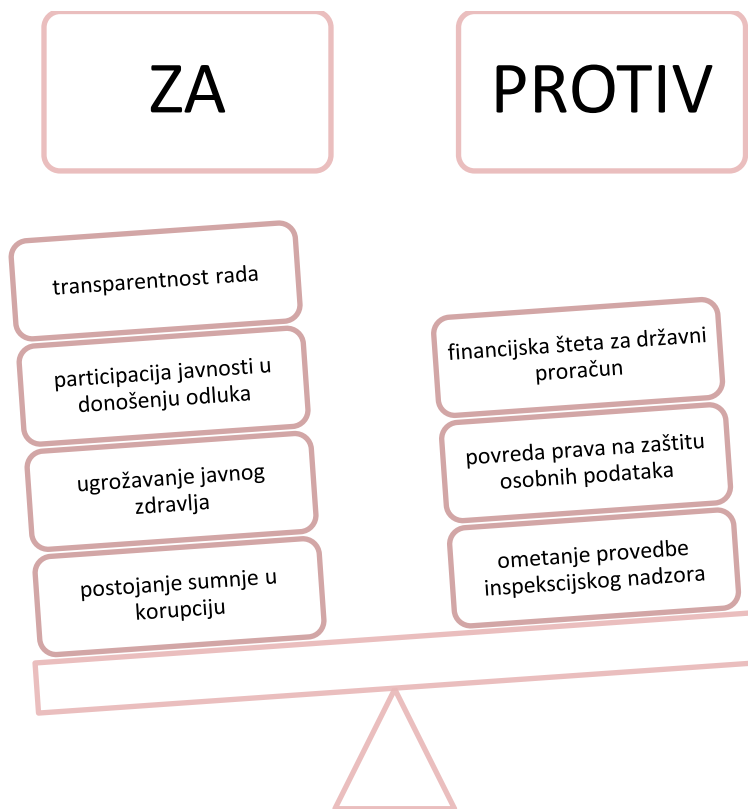 ZA
PROTIV
transparentnost rada
participacija javnosti u
donošenju odluka
ugrožavanje javnog
zdravlja
postojanje sumnje u
korupciju
financijska šteta za državni
proračun
povreda prava na zaštitu
osobnih podataka
ometanje provedbe
inspekscijskog nadzora